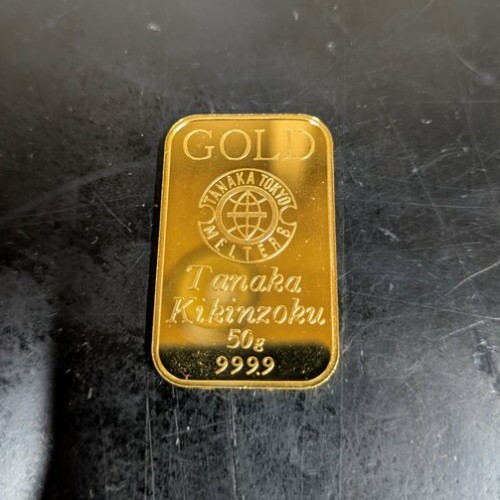 GOLD
TANAKA TOKYO
MELTERS
Tanaka
Kikinzoku
50g
999.9